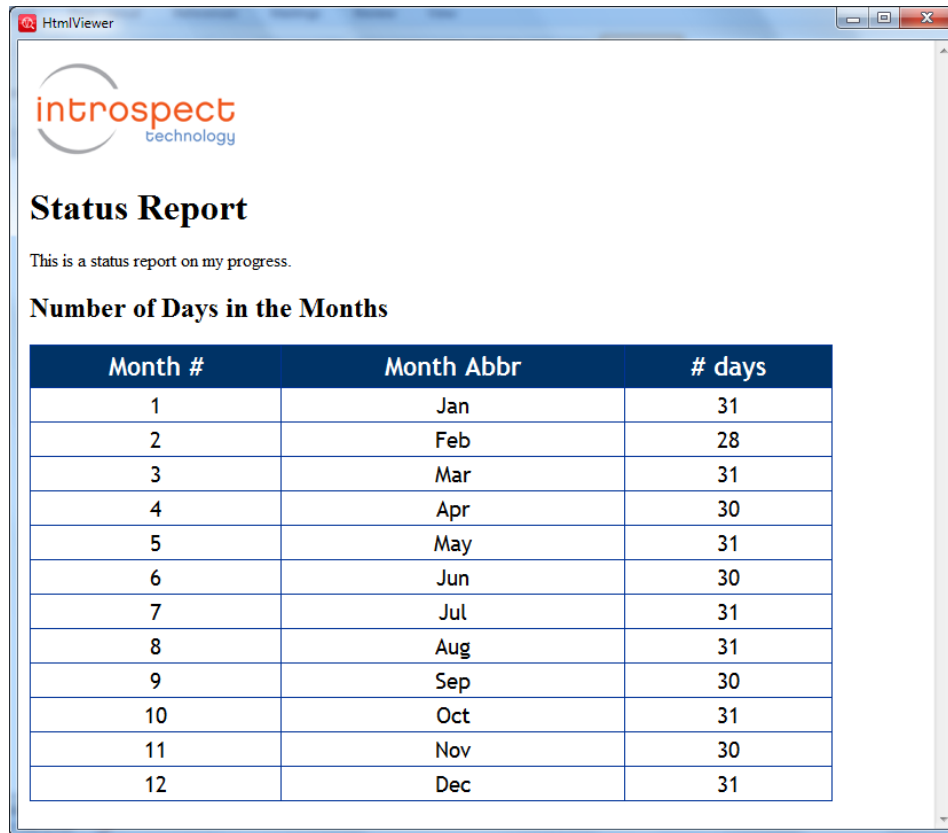 HtmlViewer
introspect
technology
Status Report
This is a status report on my progress.
Number of Days in the Months
Month # Month Abbr # days
1 Jan 31
2 Feb 28
3 Mar 31
4 Apr 30
5 May 31
6 Jun 30
7 Jul 31
8 Aug 31
9 Sep 30
10 Oct 31
11 Nov 30
12 Dec 31